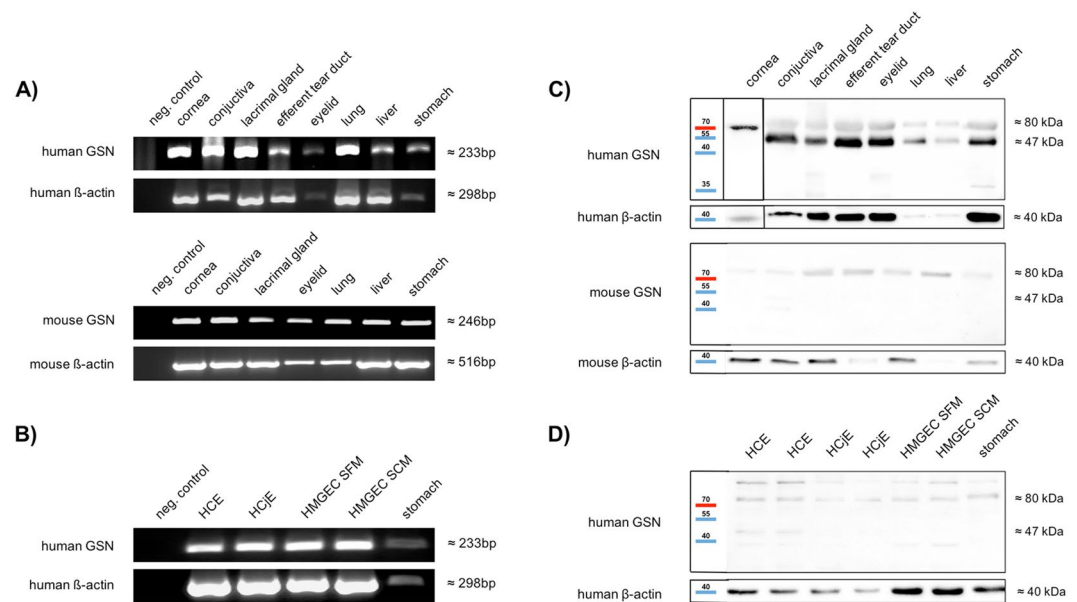 A)
neg. control
cornea
conjuctiva
lacrimal gland
efferent tear duct
eyelid
lung
liver
stomach
human GSN
≈ 233bp
human ß-actin
≈ 298bp
neg. control
cornea
conjuctiva
lacrimal gland
eyelid
lung
liver
stomach
mouse GSN
≈ 246bp
mouse ß-actin
≈ 516bp
B)
neg. control
HCE
HCjE
HMGEC SFM
HMGEC SCM
stomach
human GSN
≈ 233bp
human ß-actin
≈ 298bp
C)
cornea
conjuctiva
lacrimal gland
efferent tear duct
eyelid
lung
liver
stomach
human GSN
70
55
40
35
≈ 80 kDa
≈ 47 kDa
human β-actin
40
≈ 40 kDa
mouse GSN
70
55
40
≈ 80 kDa
≈ 47 kDa
mouse β-actin
40
≈ 40 kDa
D)
HCE
HCE
HCjE
HCjE
HMGEC SFM
HMGEC SCM
stomach
human GSN
70
55
40
≈ 80 kDa
≈ 47 kDa
human β-actin
40
≈ 40 kDa